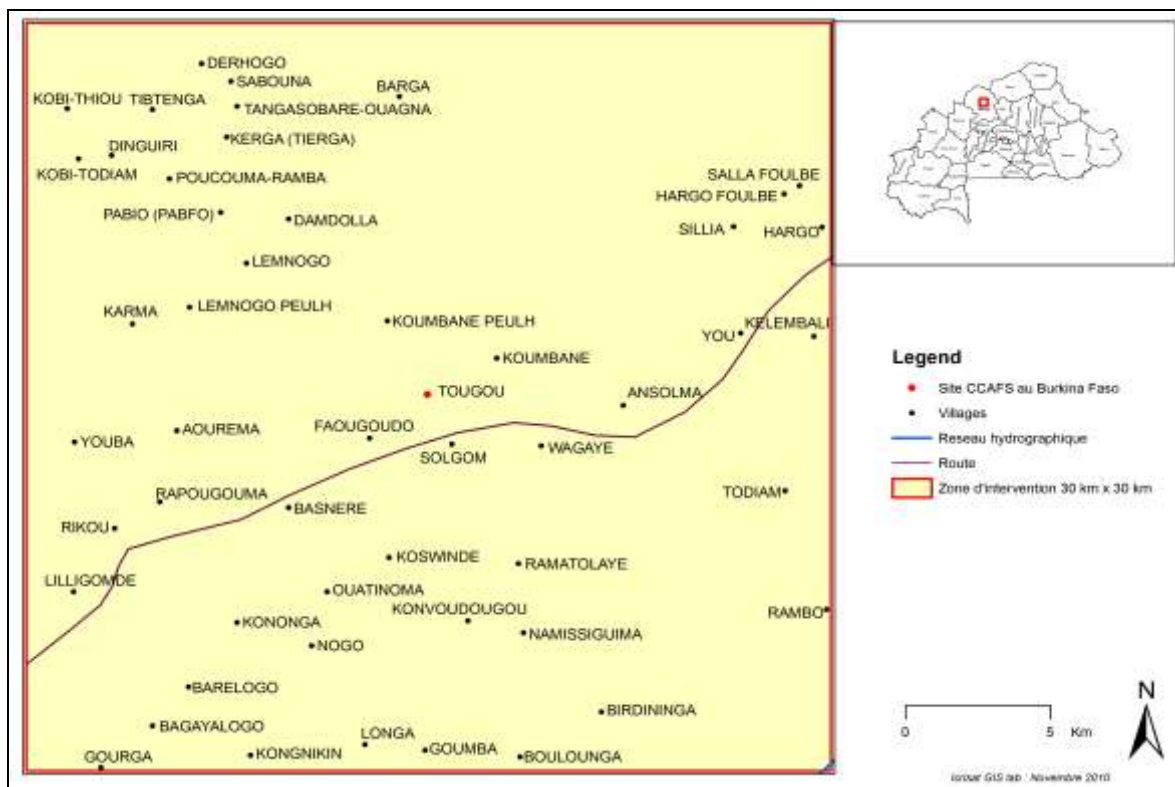 DERHOGO
SABOUNA
BARGA
KOBI-THIOU
TIBTENGA
TANGASOBARE-OUAGNA
KERGA (TIERGA)
DINGUIRI
KOBI-TODIAM
POUCOUMA-RAMBA
SALLA FOULBE
HARGO FOULBE
PABIO (PABFO)
DAMDOLLA
SILLIA
HARGO
LEMNOGO
LEMNOGO PEULH
KARMA
KOUMBANE PEULH
YOU
KELEMBALI
KOUMBANE
TOUGOU
ANSOLMA
YOUBA
AOUREMA
FAOUGOUDO
SOLGOM
WAGAYE
RAPOUGOUMA
BASNERE
TODIAM
RIKOU
KOSWINDE
RAMATOLAYE
LILLIGOMDE
OUATINOMA
KONVOUDOUGOU
RAMBO
KONONGA
NAMISSIGUIMA
NOGO
BARELOGO
BIRDININGA
BAGAYALOGO
LONGA
GOURGA
KONGNIKIN
GOUMBA
BOULOUNGA
Legend
Site CCAFS au Burkina Faso
Villages
Reseau hydrographique
Route
Zone d'intervention 30 km x 30 km
N
0 5 Km
Icrisat GIS lab : Novembre 2010